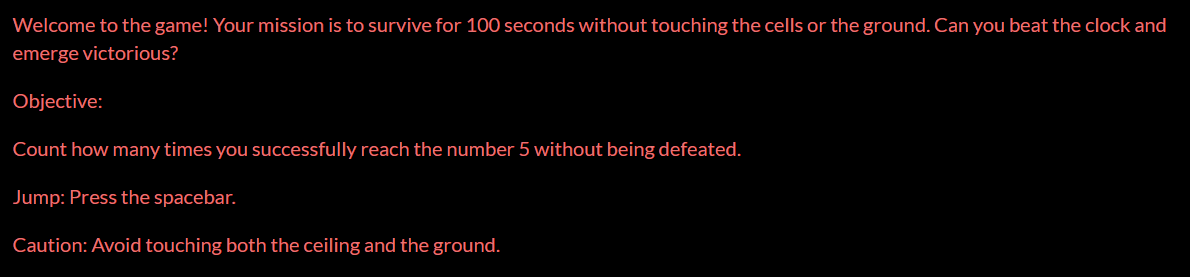 Welcome to the game! Your mission is to survive for 100 seconds without touching the cells or the ground. Can you beat the clock and
emerge victorious?
Objective:
Count how many times you successfully reach the number 5 without being defeated.
Jump: Press the spacebar.
Caution: Avoid touching both the ceiling and the ground.